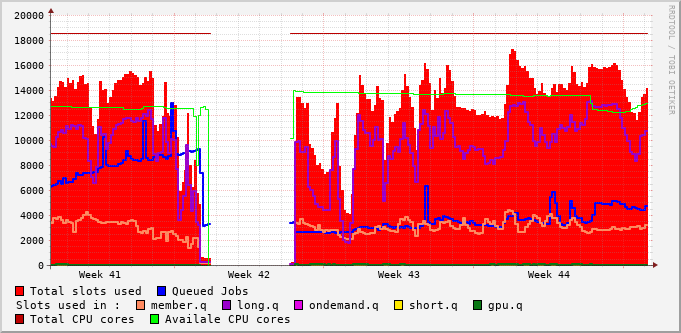 20000
18000
16000
14000
12000
10000
8000
6000
4000
2000
0
Week 41 Week 42 Week 43 Week 44
RRDTOOL / TOBI OETIKER
Total slots used Queued Jobs
Slots used in : member.q long.q ondemand.q short.q gpu.q
Total CPU cores Availale CPU cores